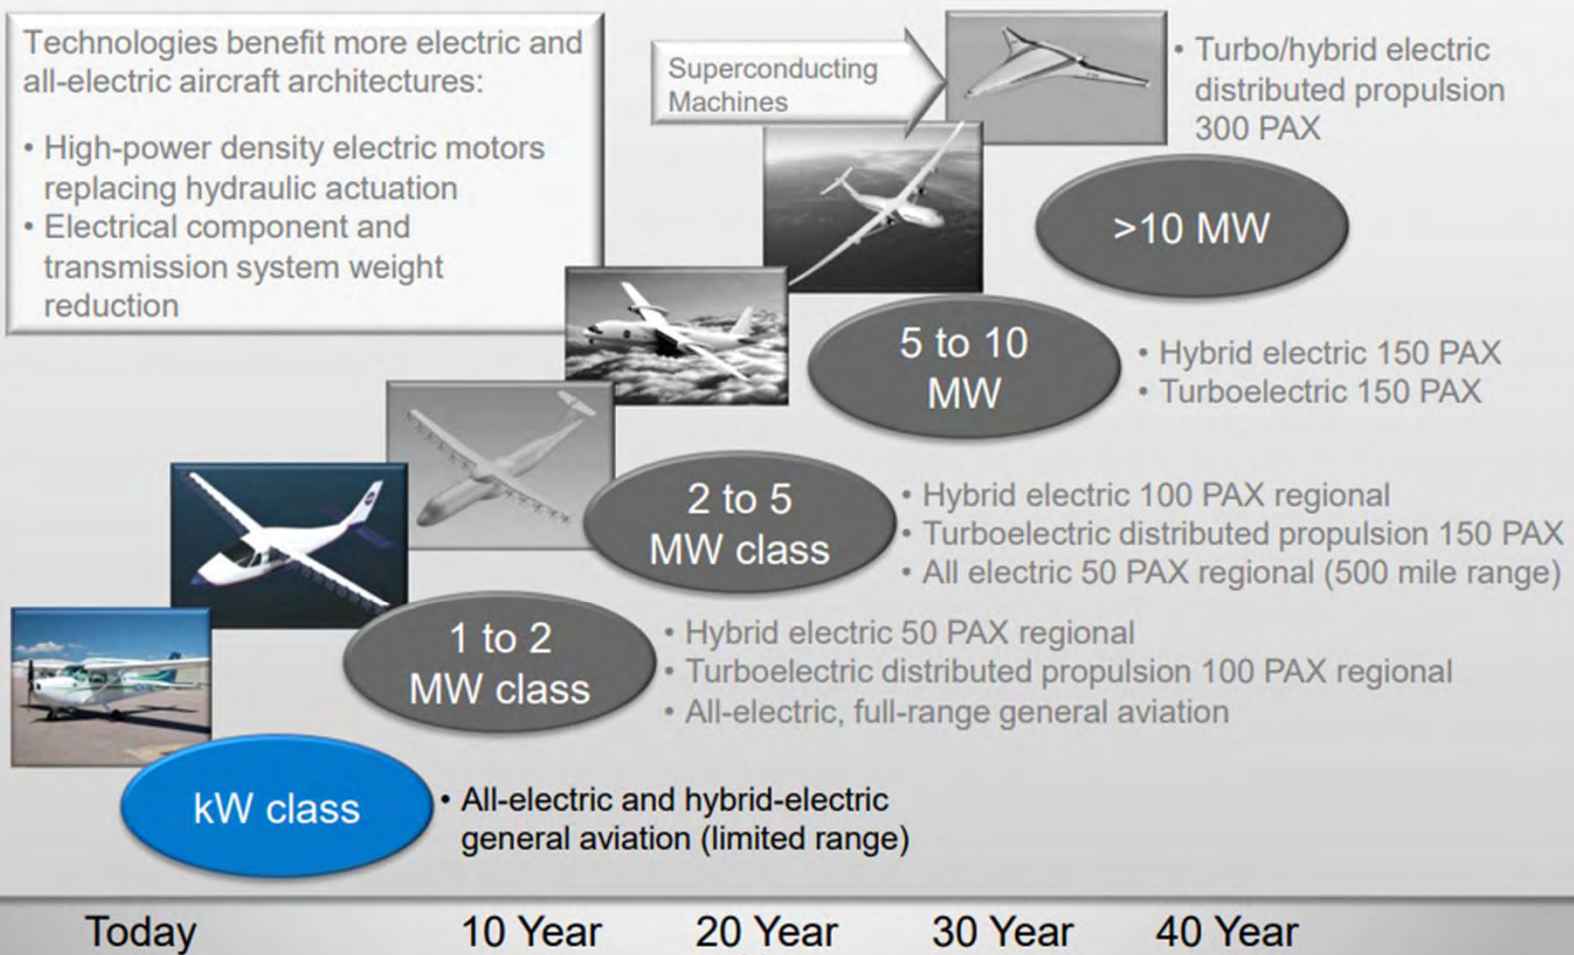 Technologies benefit more electric and
all-electric aircraft architectures:
• High-power density electric motors
replacing hydraulic actuation
• Electrical component and
transmission system weight
reduction
Superconducting
Machines
• Turbo/hybrid electric
distributed propulsion
300 PAX
>10 MW
5 to 10
MW
• Hybrid electric 150 PAX
• Turboelectric 150 PAX
2 to 5
MW class
• Hybrid electric 100 PAX regional
• Turboelectric distributed propulsion 150 PAX
• All electric 50 PAX regional (500 mile range)
1 to 2
MW class
• Hybrid electric 50 PAX regional
• Turboelectric distributed propulsion 100 PAX regional
• All-electric, full-range general aviation
kW class
• All-electric and hybrid-electric
general aviation (limited range)
Today 10 Year 20 Year 30 Year 40 Year